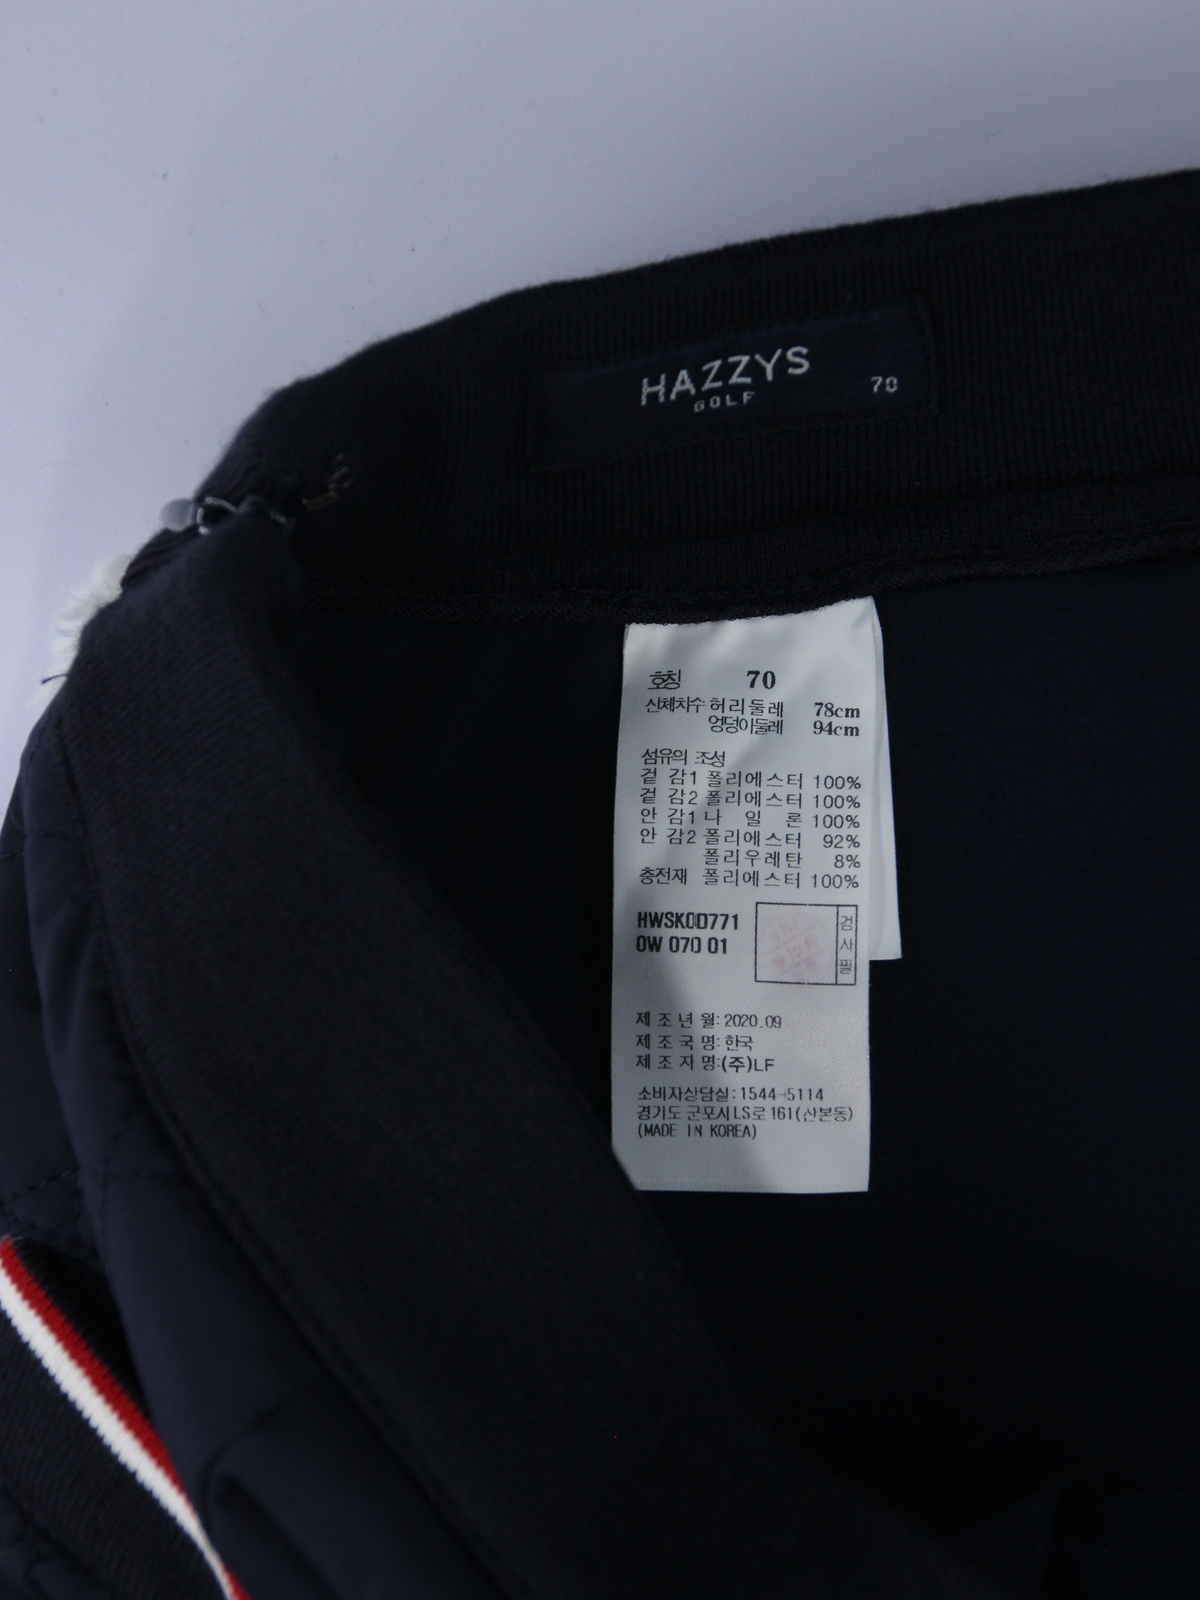 HAZZYS
GOLF
70
호칭 70
신체치수 허리둘레 78cm
엉덩이둘레 94cm
섬유의 조성
겉 감1 폴리에스터 100%
겉 감2 폴리에스터 100%
안 감1 나 일 론 100%
안 감2 폴리에스터 92%
폴리우레탄 8%
충전재 폴리에스터 100%
HWSK0D771
0W 070 01
검사필
제 조 년 월: 2020.09
제 조 국 명: 한국
제 조 자 명:(주)LF
소비자상담실: 1544-5114
경기도 군포시 LS로 161(산본동)
(MADE IN KOREA)